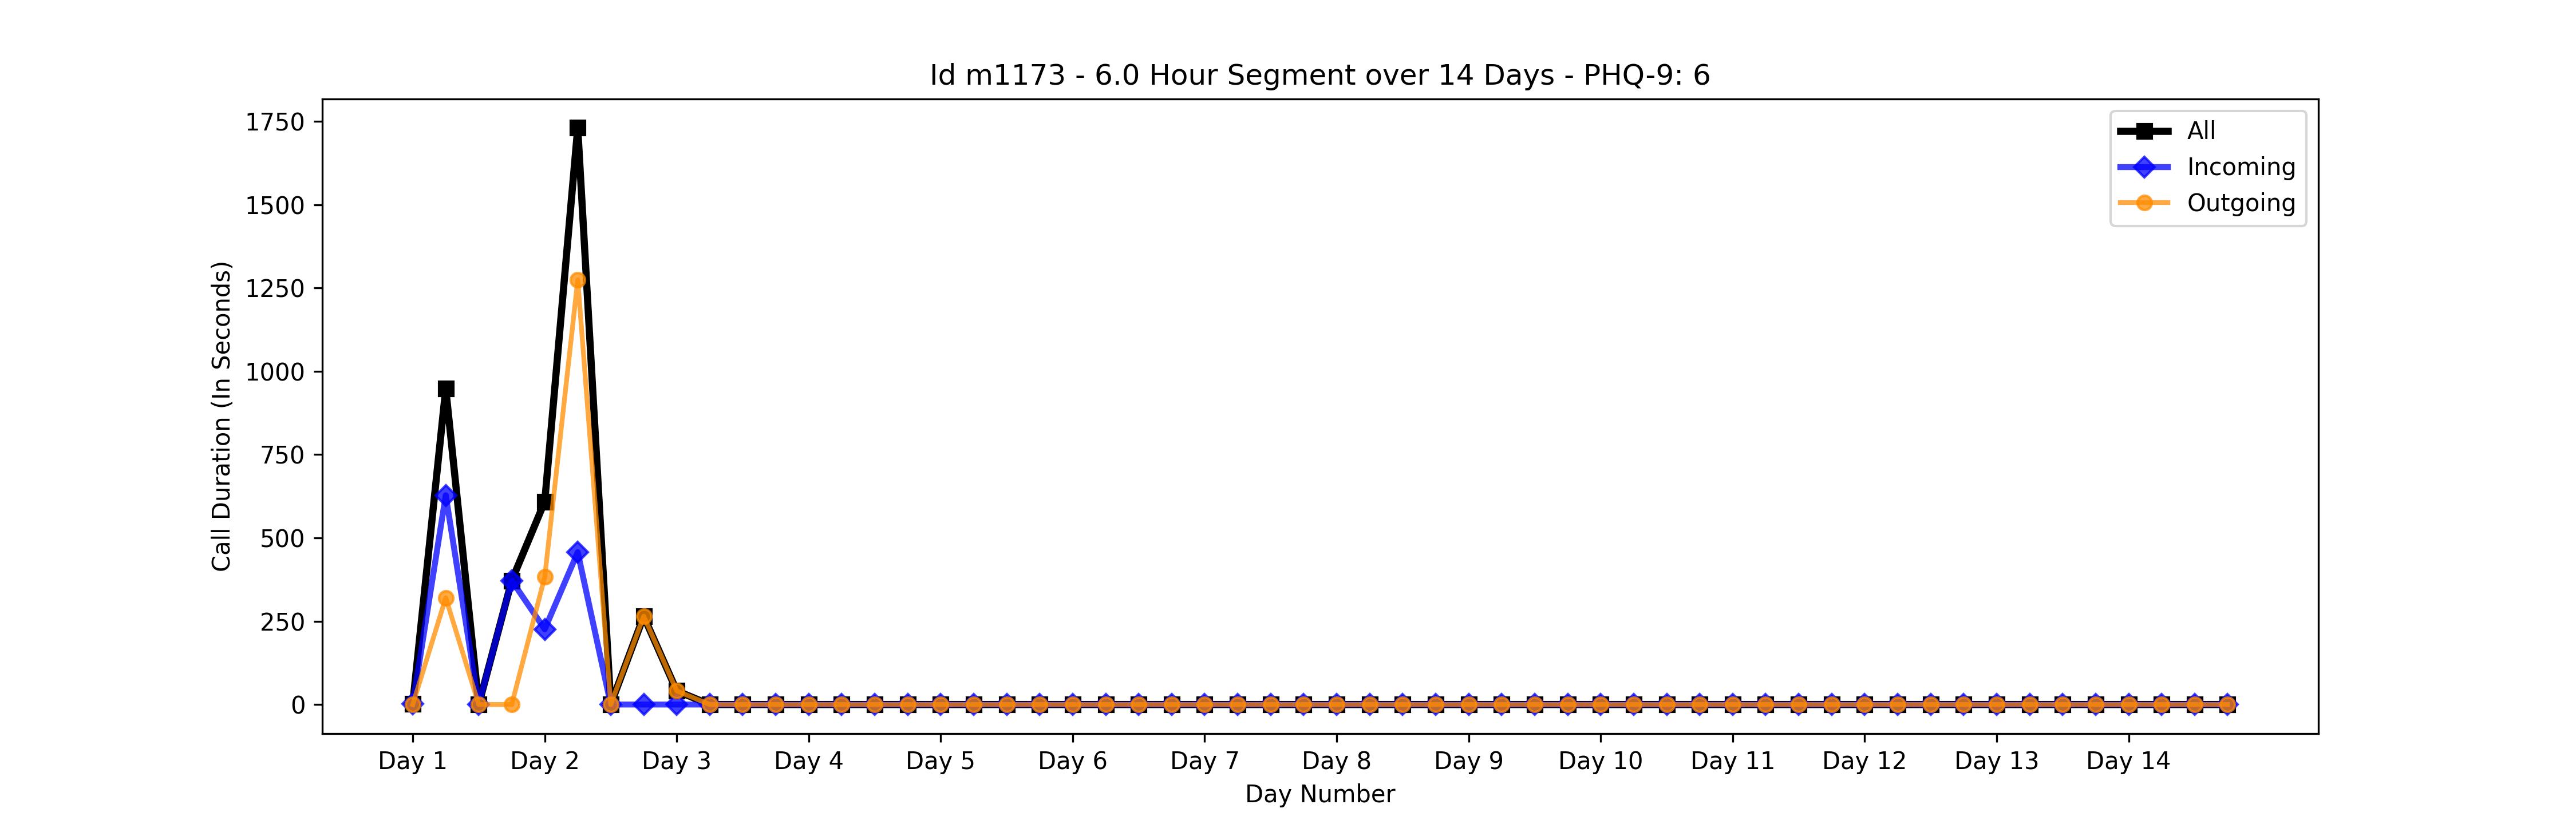 Id m1173 - 6.0 Hour Segment over 14 Days - PHQ-9: 6
1750
1500
1250
1000
750
500
250
0
Call Duration (In Seconds)
All
Incoming
Outgoing
Day 1 Day 2 Day 3 Day 4 Day 5 Day 6 Day 7 Day 8 Day 9 Day 10 Day 11 Day 12 Day 13 Day 14
Day Number